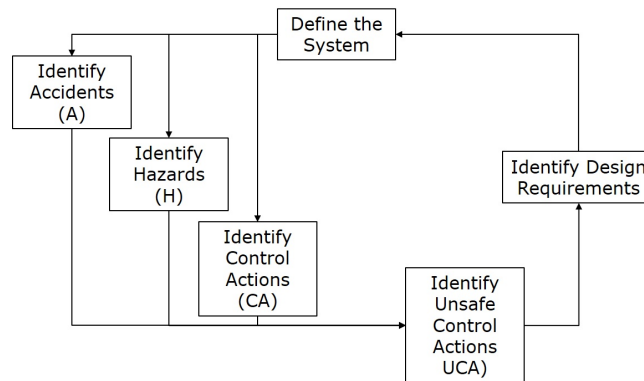 Define the
System
Identify
Accidents
(A)
Identify
Hazards
(H)
Identify
Control
Actions
(CA)
Identify Design
Requirements
Identify
Unsafe
Control
Actions
UCA)